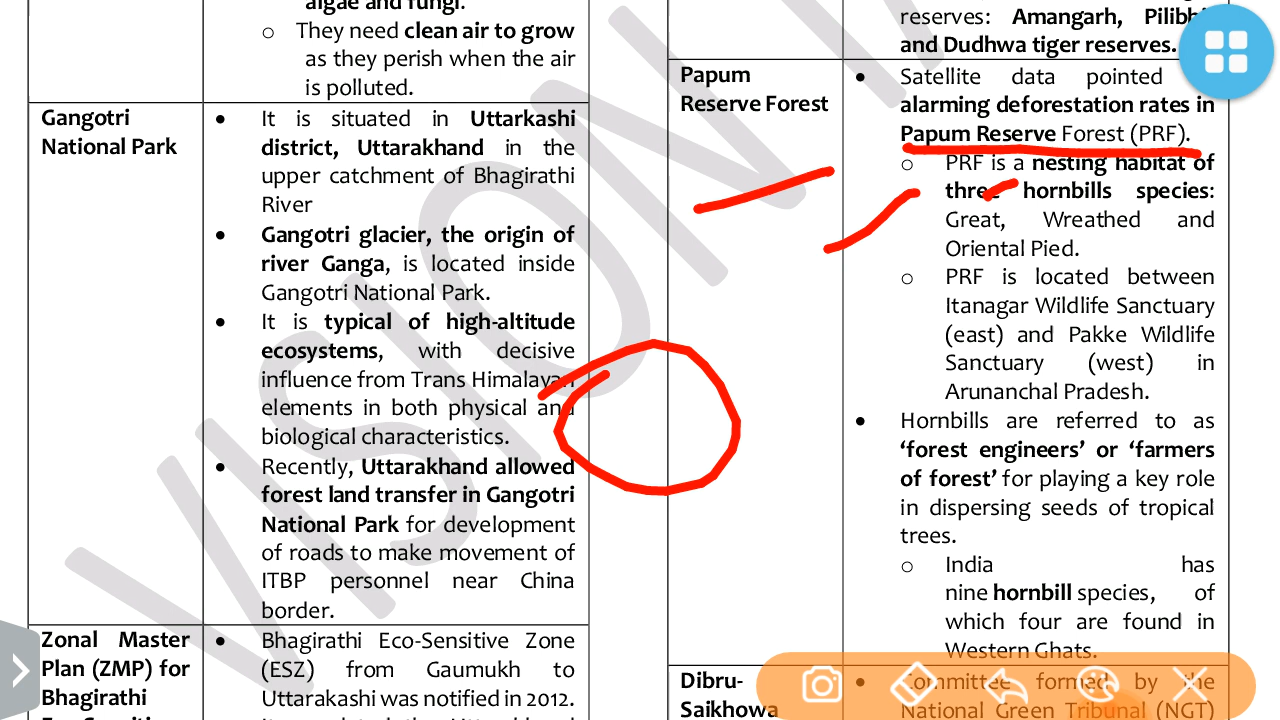 algae and fungi.
o They need clean air to grow
as they perish when the air
is polluted.
Gangotri
National Park
• It is situated in Uttarkashi
district, Uttarakhand in the
upper catchment of Bhagirathi
River
• Gangotri glacier, the origin of
river Ganga, is located inside
Gangotri National Park.
• It is typical of high-altitude
ecosystems, with decisive
influence from Trans Himalayan
elements in both physical and
biological characteristics.
• Recently, Uttarakhand allowed
forest land transfer in Gangotri
National Park for development
of roads to make movement of
ITBP personnel near China
border.
Zonal Master
Plan (ZMP) for
Bhagirathi
• Bhagirathi Eco-Sensitive Zone
(ESZ) from Gaumukh to
Uttarakashi was notified in 2012.
reserves: Amangarh,
and Dudhwa tiger reserves.
Papum
Reserve Forest
• Satellite data pointed
alarming deforestation rates in
Papum Reserve Forest (PRF).
o PRF is a nesting habitat of
three hornbills species:
Great, Wreathed and
Oriental Pied.
o PRF is located between
Itanagar Wildlife Sanctuary
(east) and Pakke Wildlife
Sanctuary (west) in
Arunanchal Pradesh.
• Hornbills are referred to as
‘forest engineers’ or ‘farmers
of forest’ for playing a key role
in dispersing seeds of tropical
trees.
o India has
nine hornbill species, of
which four are found in
Western Ghats.
Dibru-
Saikhowa
• Committee formed by the
National Green Tribunal (NGT)
VISION